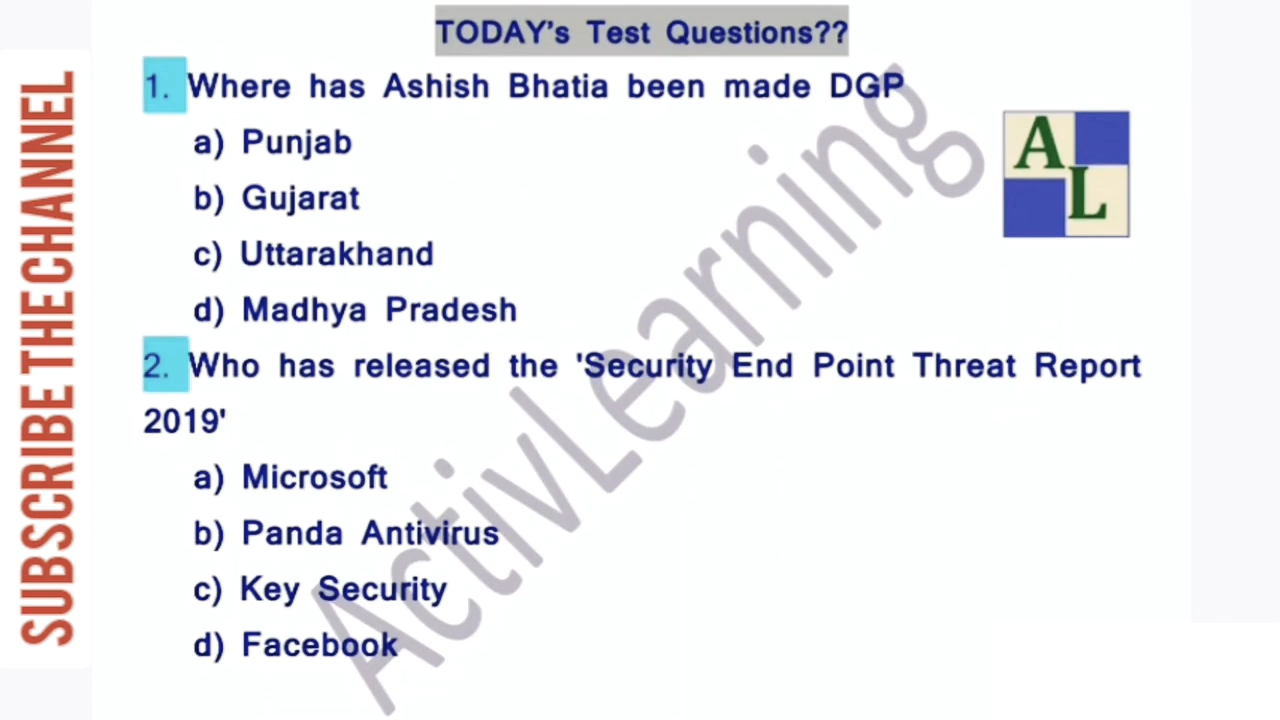 TODAY's Test Questions??
1. Where has Ashish Bhatia been made DGP
a) Punjab
b) Gujarat
c) Uttarakhand
d) Madhya Pradesh
2. Who has released the 'Security End Point Threat Report
2019'
a) Microsoft
b) Panda Antivirus
c) Key Security
d) Facebook
SUBSCRIBE THE CHANNEL
A
L
ActivLearning